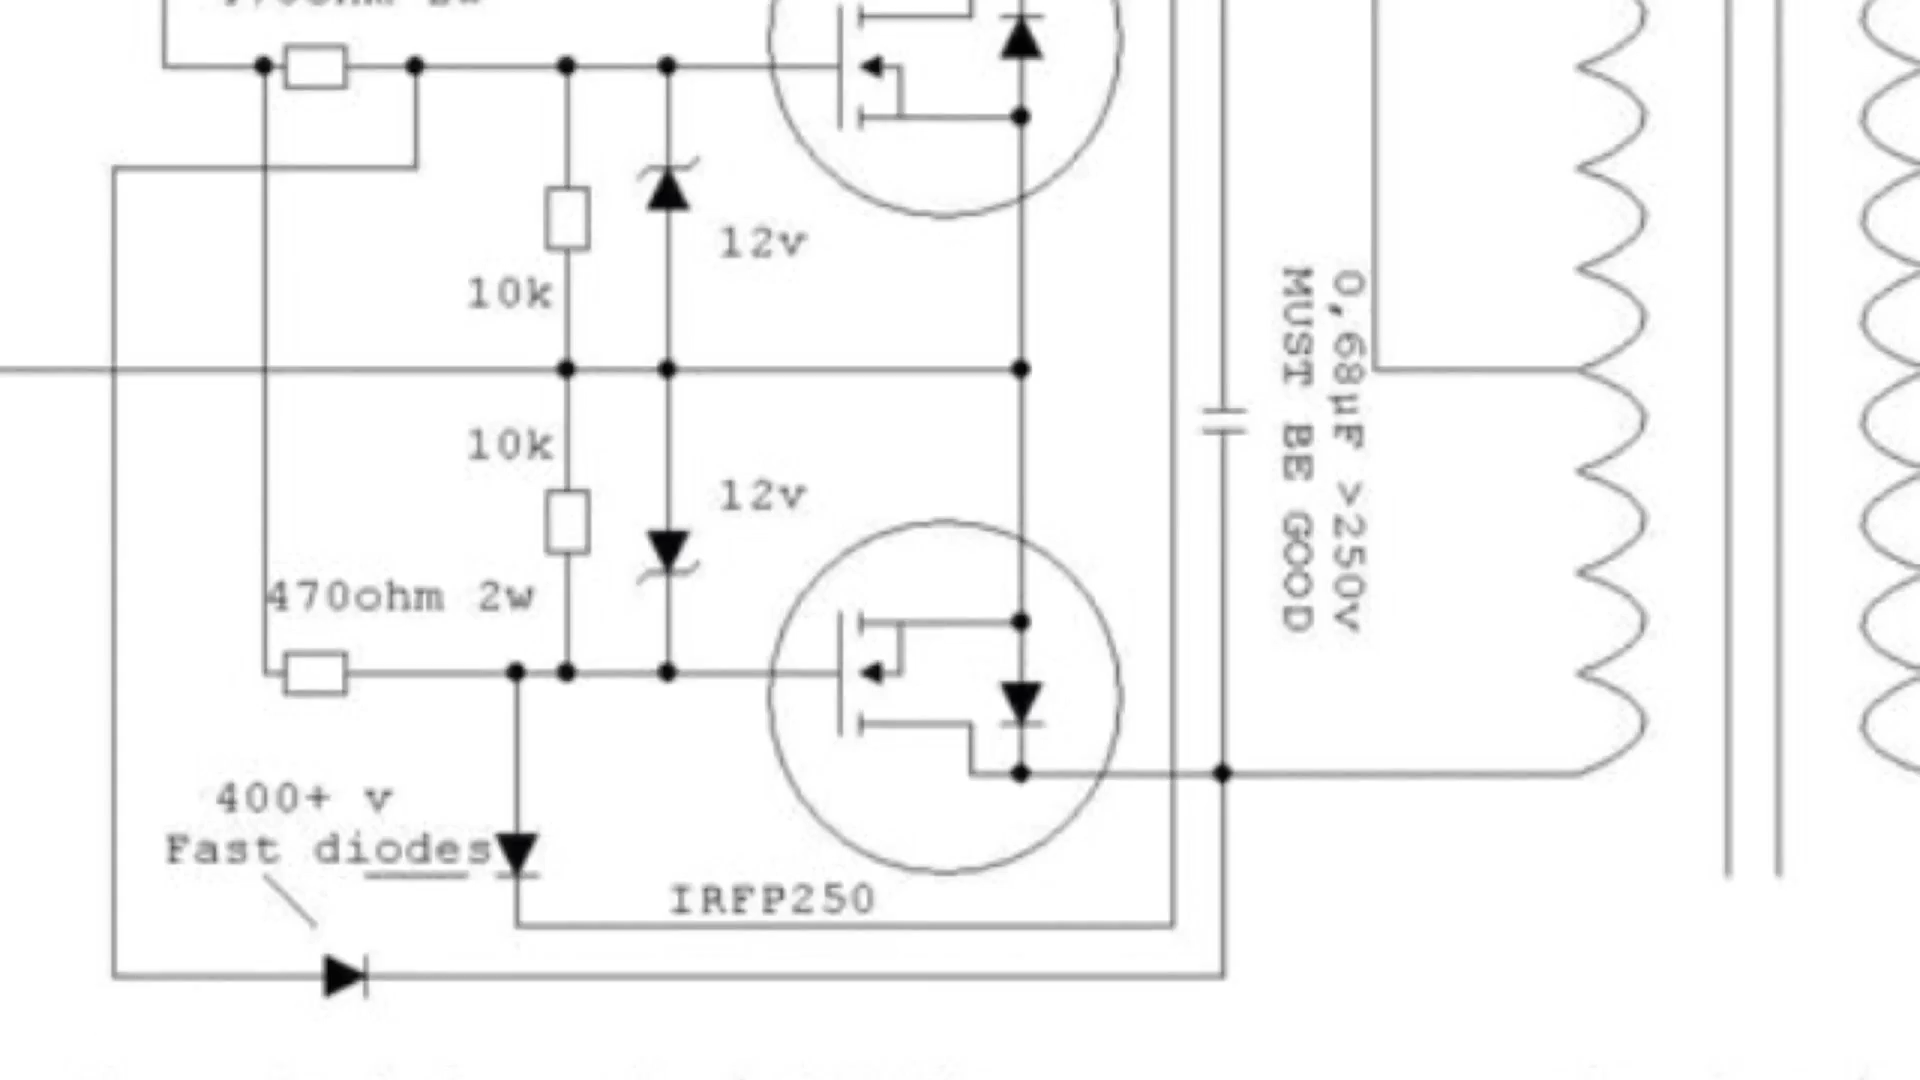 12v
10k
10k
12v
470ohm 2w
400+ v
Fast diodes
IRFP250
0,68µF >250V
MUST BE GOOD